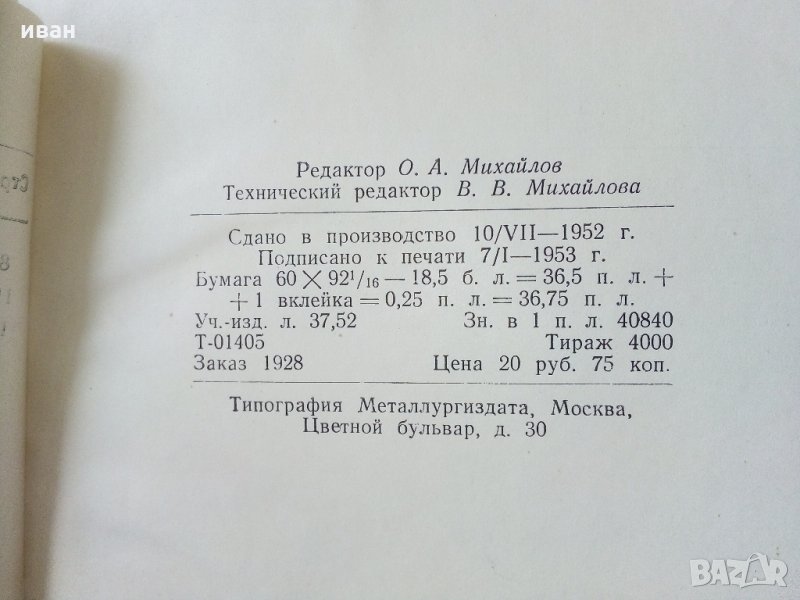 иван
Редактор О. А. Михайлов
Технический редактор В. В. Михайлова
Сдано в производство 10/VII—1952 г.
Подписано к печати 7/I—1953 г.
Бумага 60 × 92¹/₁₆ — 18,5 б. л. = 36,5 п. л. +
+ 1 вклейка = 0,25 п. л. = 36,75 п. л.
Уч.-изд. л. 37,52 Зн. в 1 п. л. 40840
Т-01405 Тираж 4000
Заказ 1928 Цена 20 руб. 75 коп.
Типография Металлургиздата, Москва,
Цветной бульвар, д. 30
BAZAR